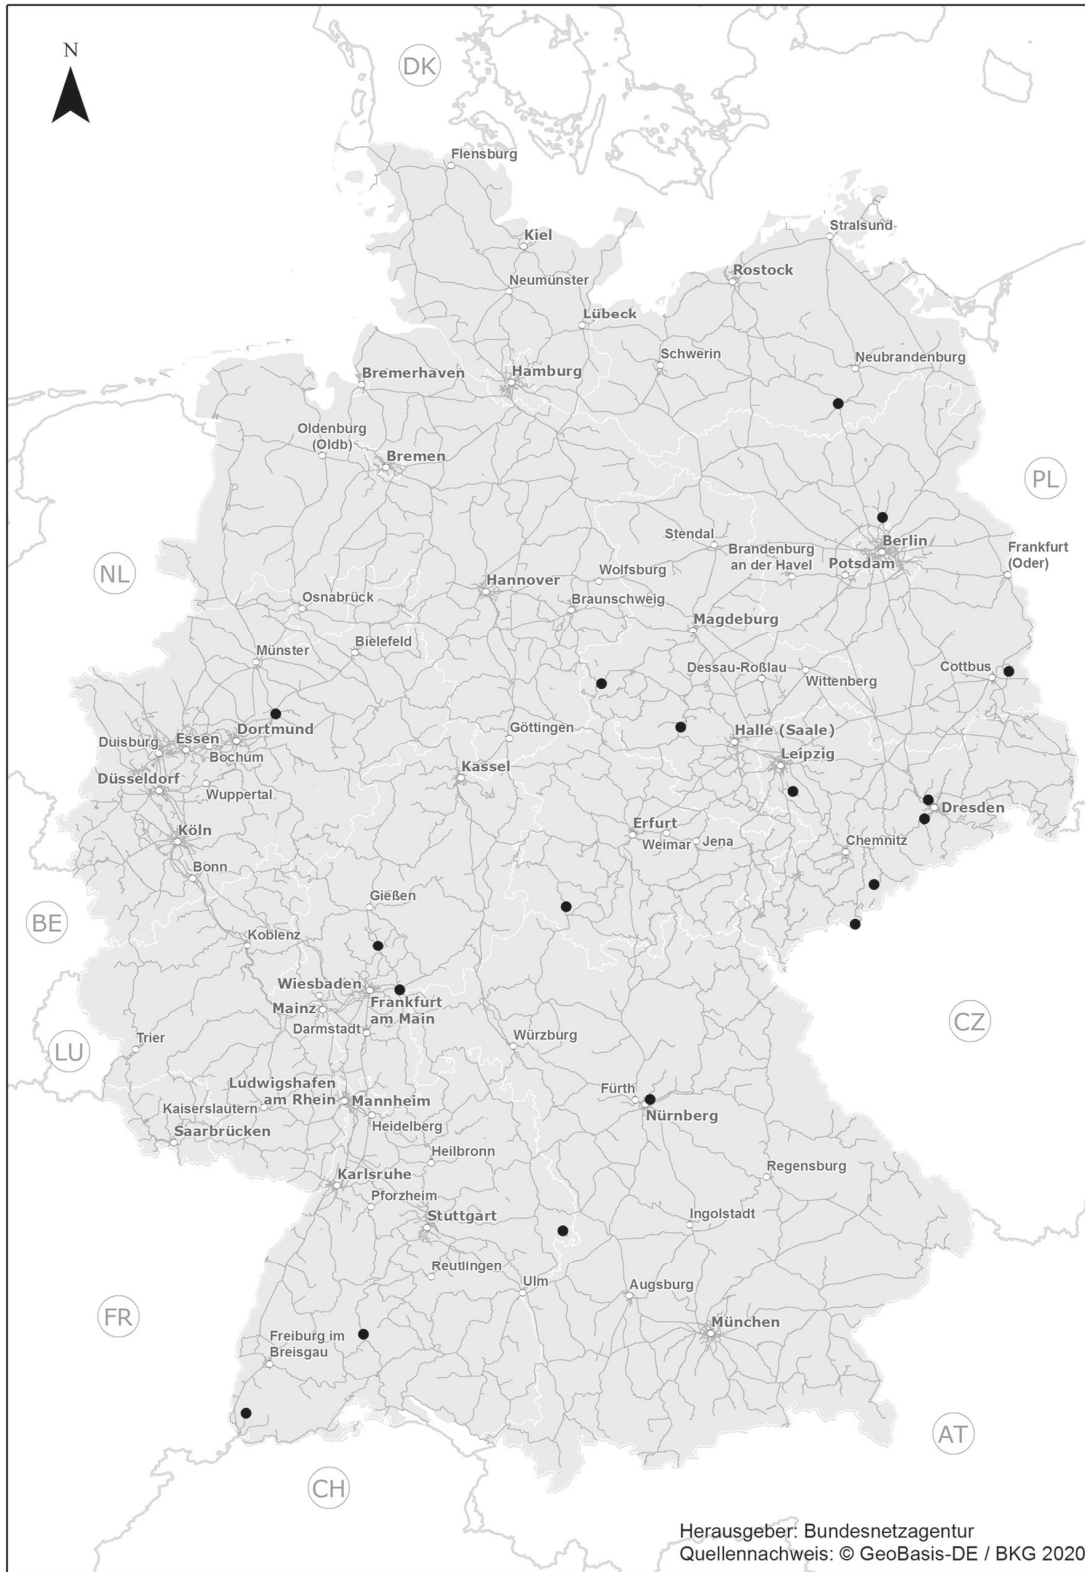 N
DK
Flensburg
Kiel
Stralsund
Rostock
Neumünster
Lübeck
Schwerin
Neubrandenburg
Bremerhaven
Hamburg
Oldenburg
(Oldb)
Bremen
PL
Stendal
Berlin
Brandenburg
an der Havel
Frankfurt
(Oder)
Potsdam
NL
Wolfsburg
Hannover
Osnabrück
Braunschweig
Magdeburg
Bielefeld
Münster
Dessau-Roßlau
Cottbus
Wittenberg
Göttingen
Dortmund
Halle (Saale)
Duisburg
Essen
Bochum
Leipzig
Kassel
Düsseldorf
Wuppertal
Dresden
Erfurt
Köln
Weimar
Jena
Chemnitz
Bonn
Gießen
BE
Koblenz
Wiesbaden
Frankfurt
am Main
Mainz
CZ
Darmstadt
Würzburg
Trier
LU
Ludwigshafen
am Rhein
Fürth
Mannheim
Kaiserslautern
Nürnberg
Heidelberg
Saarbrücken
Heilbronn
Regensburg
Karlsruhe
Pforzheim
Stuttgart
Ingolstadt
Reutlingen
Ulm
Augsburg
FR
München
Freiburg im
Breisgau
AT
CH
Herausgeber: Bundesnetzagentur
Quellennachweis: © GeoBasis-DE / BKG 2020